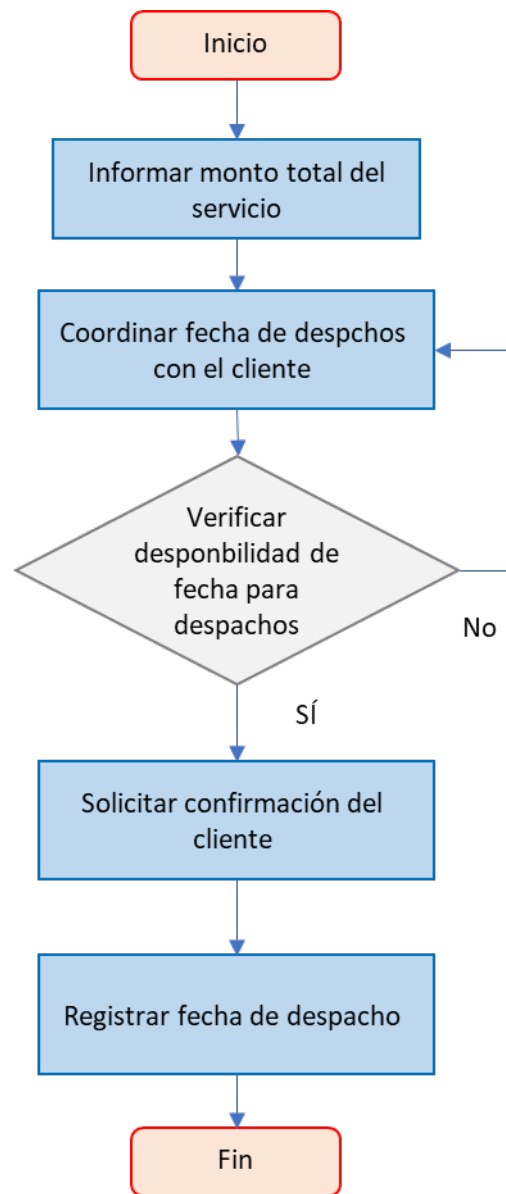 Inicio
Informar monto total del
servicio
Coordinar fecha de despchos
con el cliente
Verificar
desponbilidad de
fecha para
despachos
No
SÍ
Solicitar confirmación del
cliente
Registrar fecha de despacho
Fin